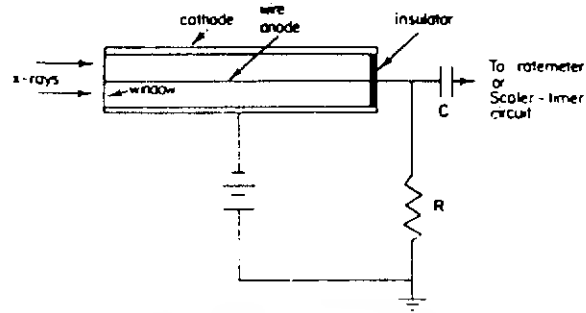 cathode
wire
anode
insulator
x-rays
window
To ratemeter
or
Scaler-timer
circuit
C
R